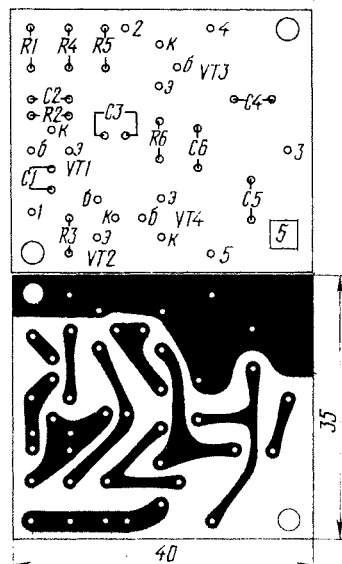 2 4
R1 R4 R5 к
б VT3
C2 э
R2 C3 C4
к R6 C6
б э 3
C1 VT1
б э C5
1 к б VT4
R3 э к 5
VT2 5
35
40